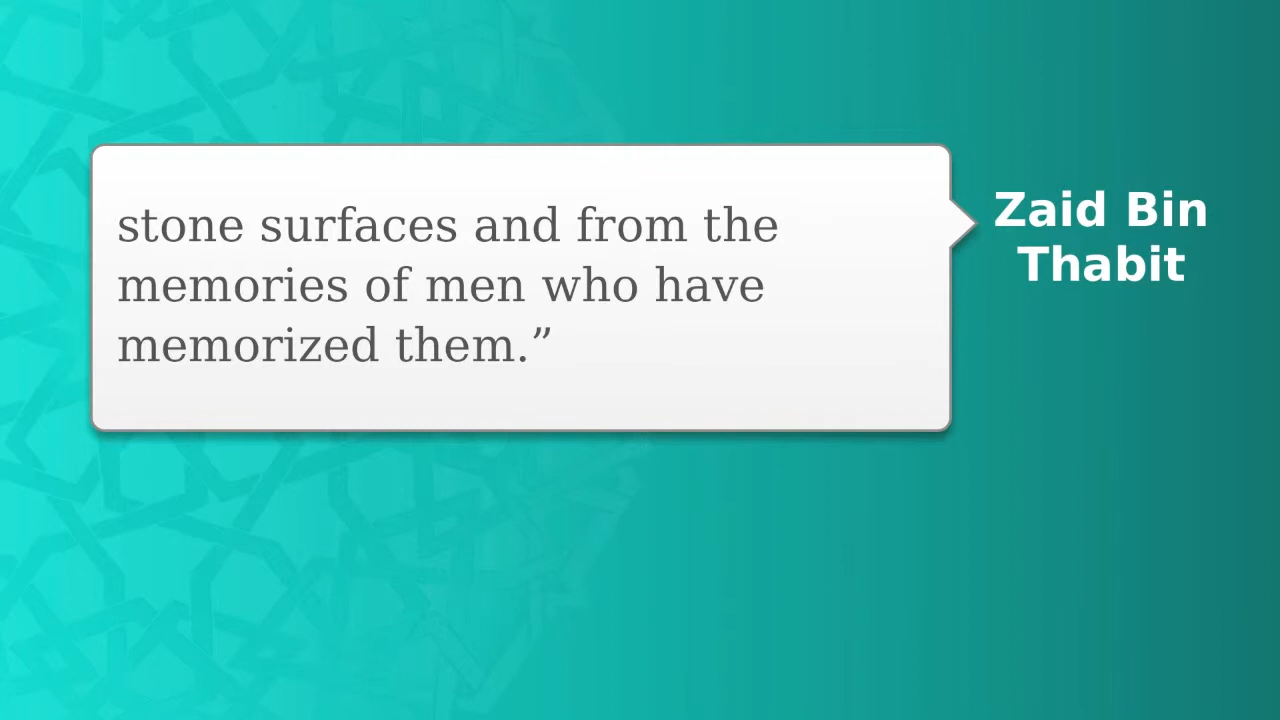 stone surfaces and from the
memories of men who have
memorized them.”
Zaid Bin
Thabit